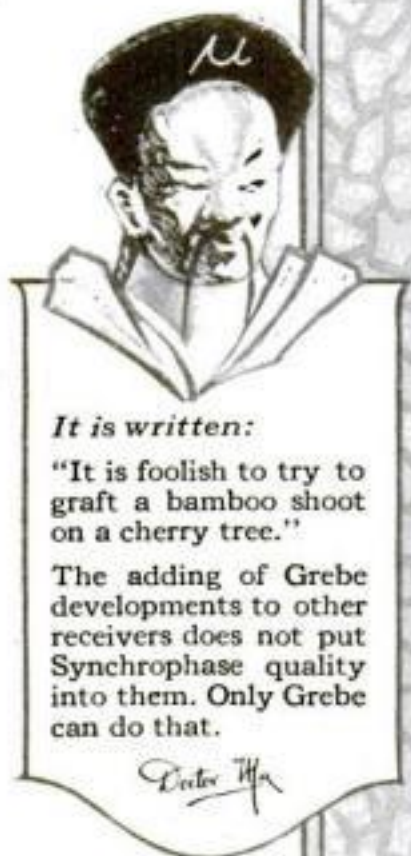 μ
It is written:
"It is foolish to try to
graft a bamboo shoot
on a cherry tree."
The adding of Grebe
developments to other
receivers does not put
Synchrophase quality
into them. Only Grebe
can do that.
Doctor Mu